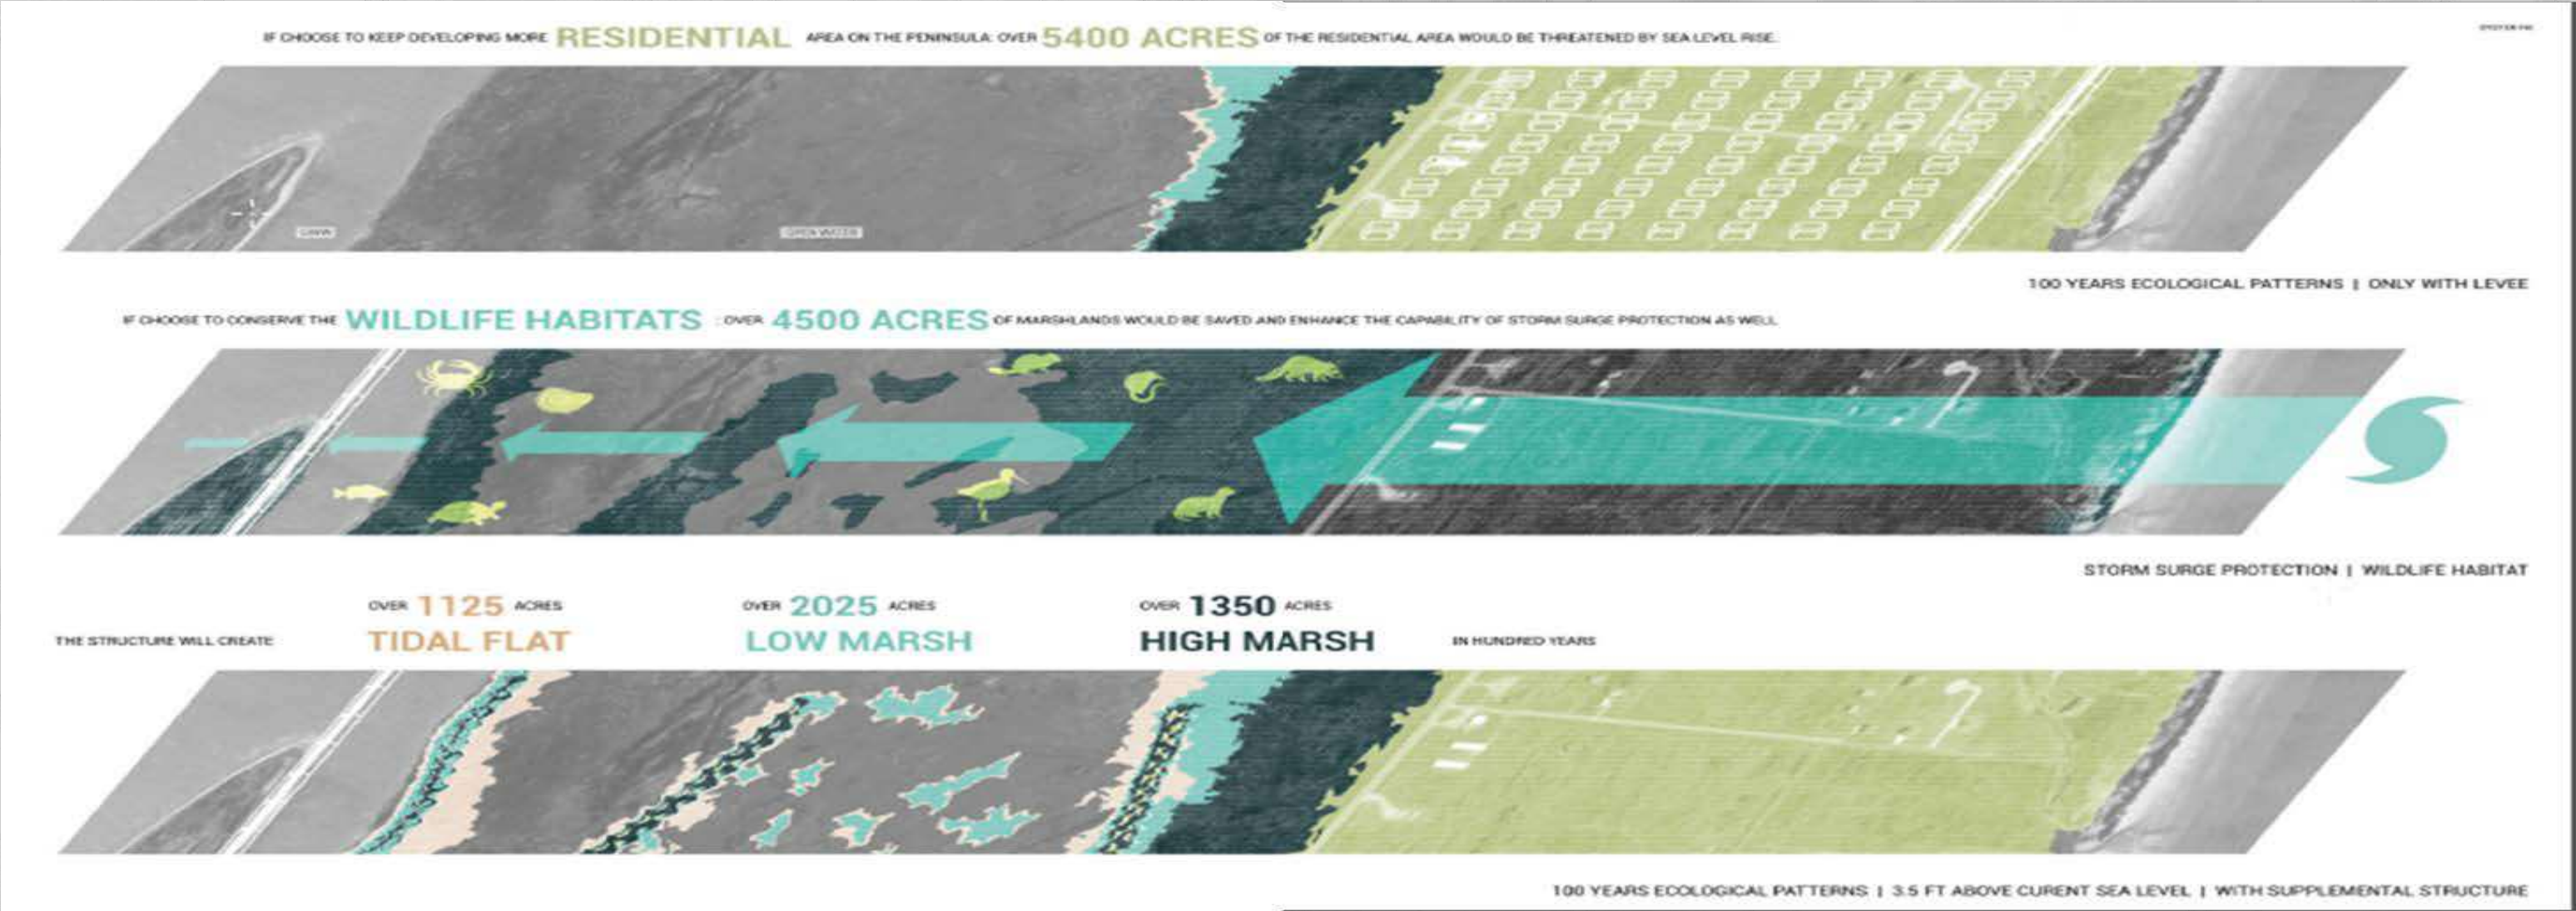 IF CHOOSE TO KEEP DEVELOPING MORE RESIDENTIAL AREA ON THE PENINSULA: OVER 5400 ACRES OF THE RESIDENTIAL AREA WOULD BE THREATENED BY SEA LEVEL RISE.
GIWW
OPEN WATER
100 YEARS ECOLOGICAL PATTERNS | ONLY WITH LEVEE
IF CHOOSE TO CONSERVE THE WILDLIFE HABITATS : OVER 4500 ACRES OF MARSHLANDS WOULD BE SAVED AND ENHANCE THE CAPABILITY OF STORM SURGE PROTECTION AS WELL
STORM SURGE PROTECTION | WILDLIFE HABITAT
OVER 1125 ACRES OVER 2025 ACRES OVER 1350 ACRES
THE STRUCTURE WILL CREATE TIDAL FLAT LOW MARSH HIGH MARSH IN HUNDRED YEARS
100 YEARS ECOLOGICAL PATTERNS | 3.5 FT ABOVE CURENT SEA LEVEL | WITH SUPPLEMENTAL STRUCTURE